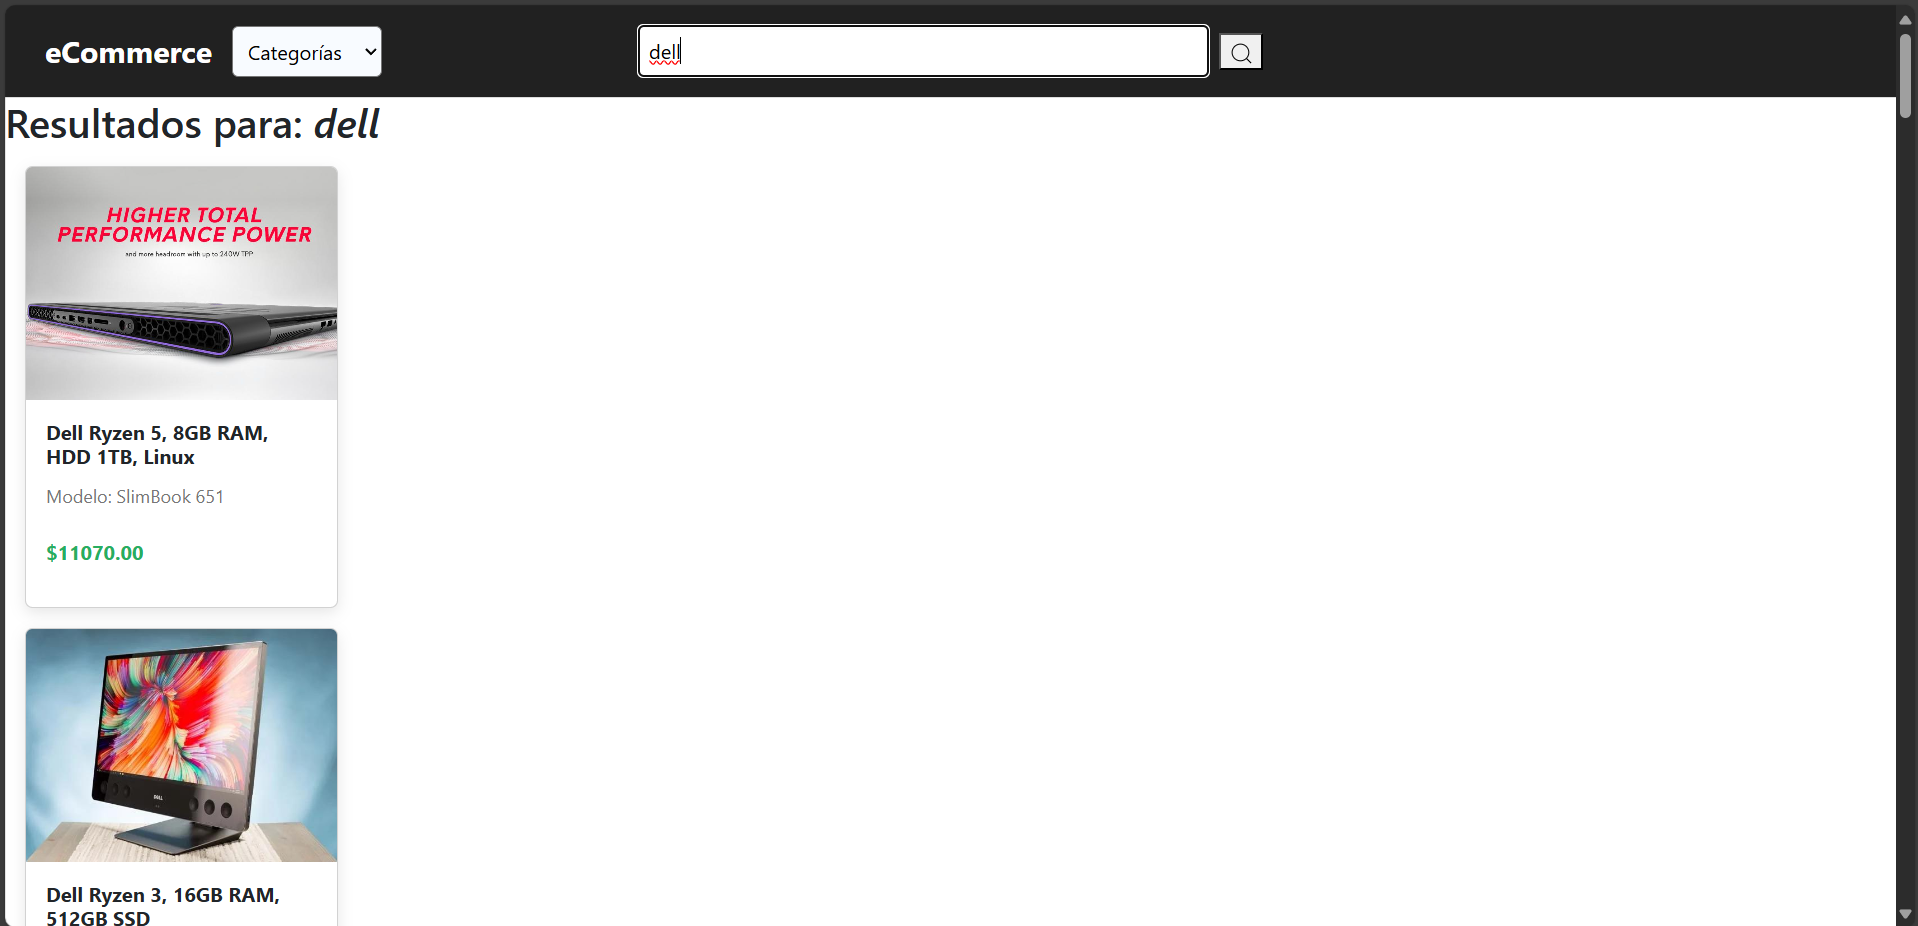 eCommerce
Categorías
dell
Resultados para: dell
HIGHER TOTAL
PERFORMANCE POWER
and more headroom with up to 240W TPP
Dell Ryzen 5, 8GB RAM,
HDD 1TB, Linux
Modelo: SlimBook 651
$11070.00
DELL
Dell Ryzen 3, 16GB RAM,
512GB SSD